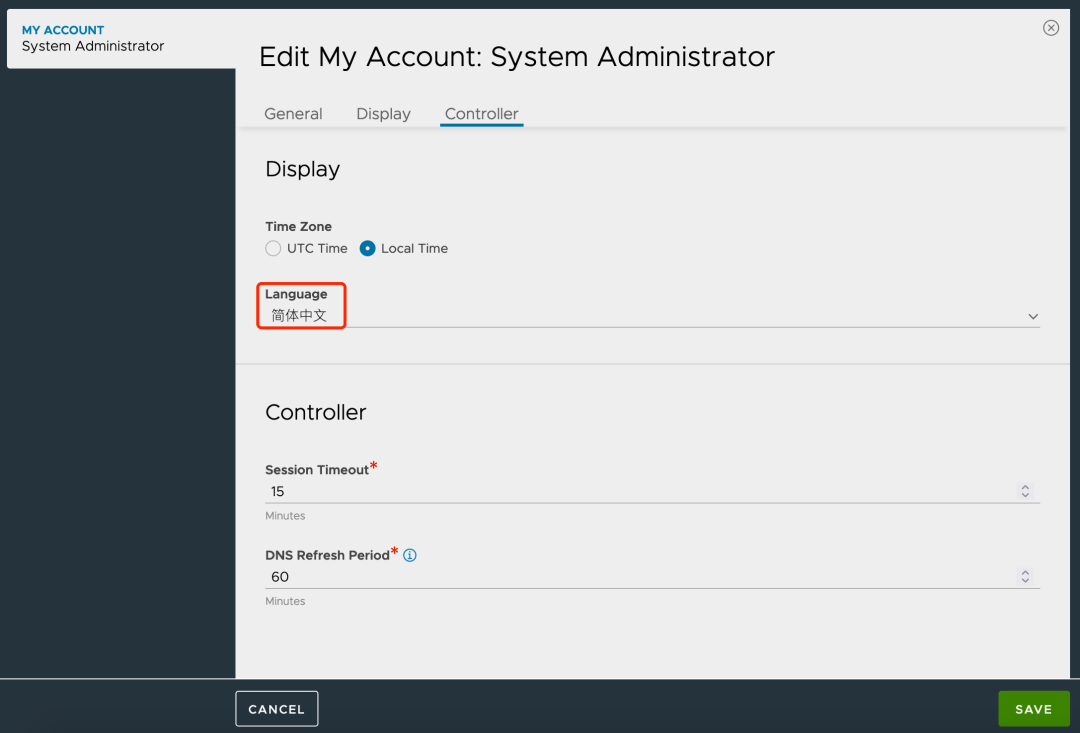 MY ACCOUNT
System Administrator
Edit My Account: System Administrator
General Display Controller
Display
Time Zone
UTC Time Local Time
Language
简体中文
Controller
Session Timeout*
15
Minutes
DNS Refresh Period*
60
Minutes
CANCEL SAVE